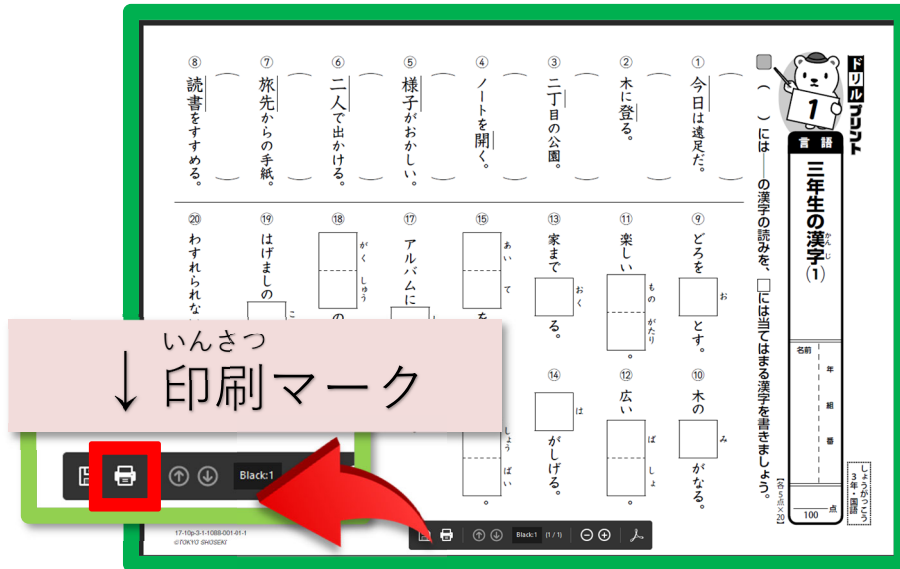 ドリルプリント
1
言語
三年生の漢字(1)
かんじ
名前
年
組
番
点
100
しょうがっこう
3年・国語
( )には――の漢字の読みを、□には当てはまる漢字を書きましょう。
【各5点×20】
① 今日は遠足だ。
② 木に登る。
③ 二丁目の公園。
④ ノートを開く。
⑤ 様子がおかしい。
⑥ 二人で出かける。
⑦ 旅先からの手紙。
⑧ 読書をすすめる。
⑨ どろを□とす。
お
⑩ 木の□がなる。
み
⑪ 楽しい□。
ものがたり
⑫ 広い□。
ばしょ
⑬ 家まで□る。
おく
⑭ □がしげる。
は
⑮ □を
あいて
しょうばい
。
⑰ アルバムに
⑱ □の
がくしゅう
⑲ はげましの
こ
⑳ わすれられな
いんさつ
↓印刷マーク
Black:1
17-10p-3-1-1088-001-01-1
©TOKYO SHOSEKI
Black:1 (1 / 1)